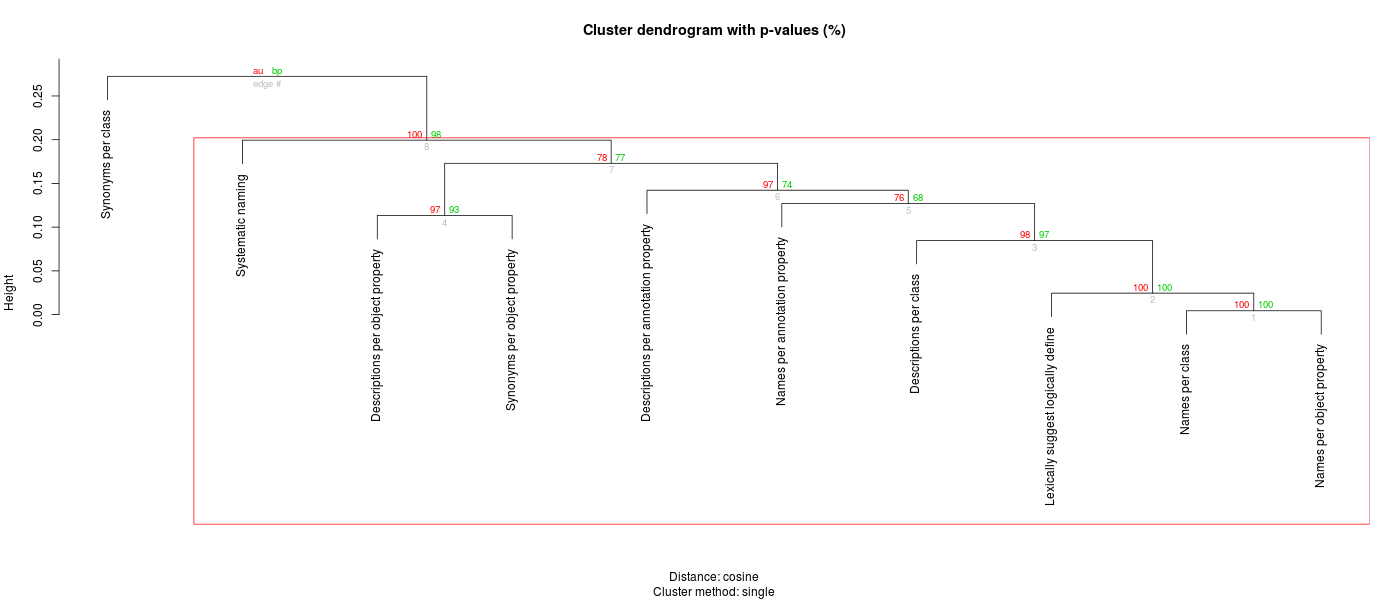 Cluster dendrogram with p-values (%)
au bp
edge #
0.25
0.20
0.15
0.10
0.05
0.00
Height
100 98
8
78 77
7
97 74
6
76 68
5
97 93
4
98 97
3
100 100
2
100 100
1
Synonyms per class
Systematic naming
Descriptions per object property
Synonyms per object property
Descriptions per annotation property
Names per annotation property
Descriptions per class
Lexically suggest logically define
Names per class
Names per object property
Distance: cosine
Cluster method: single